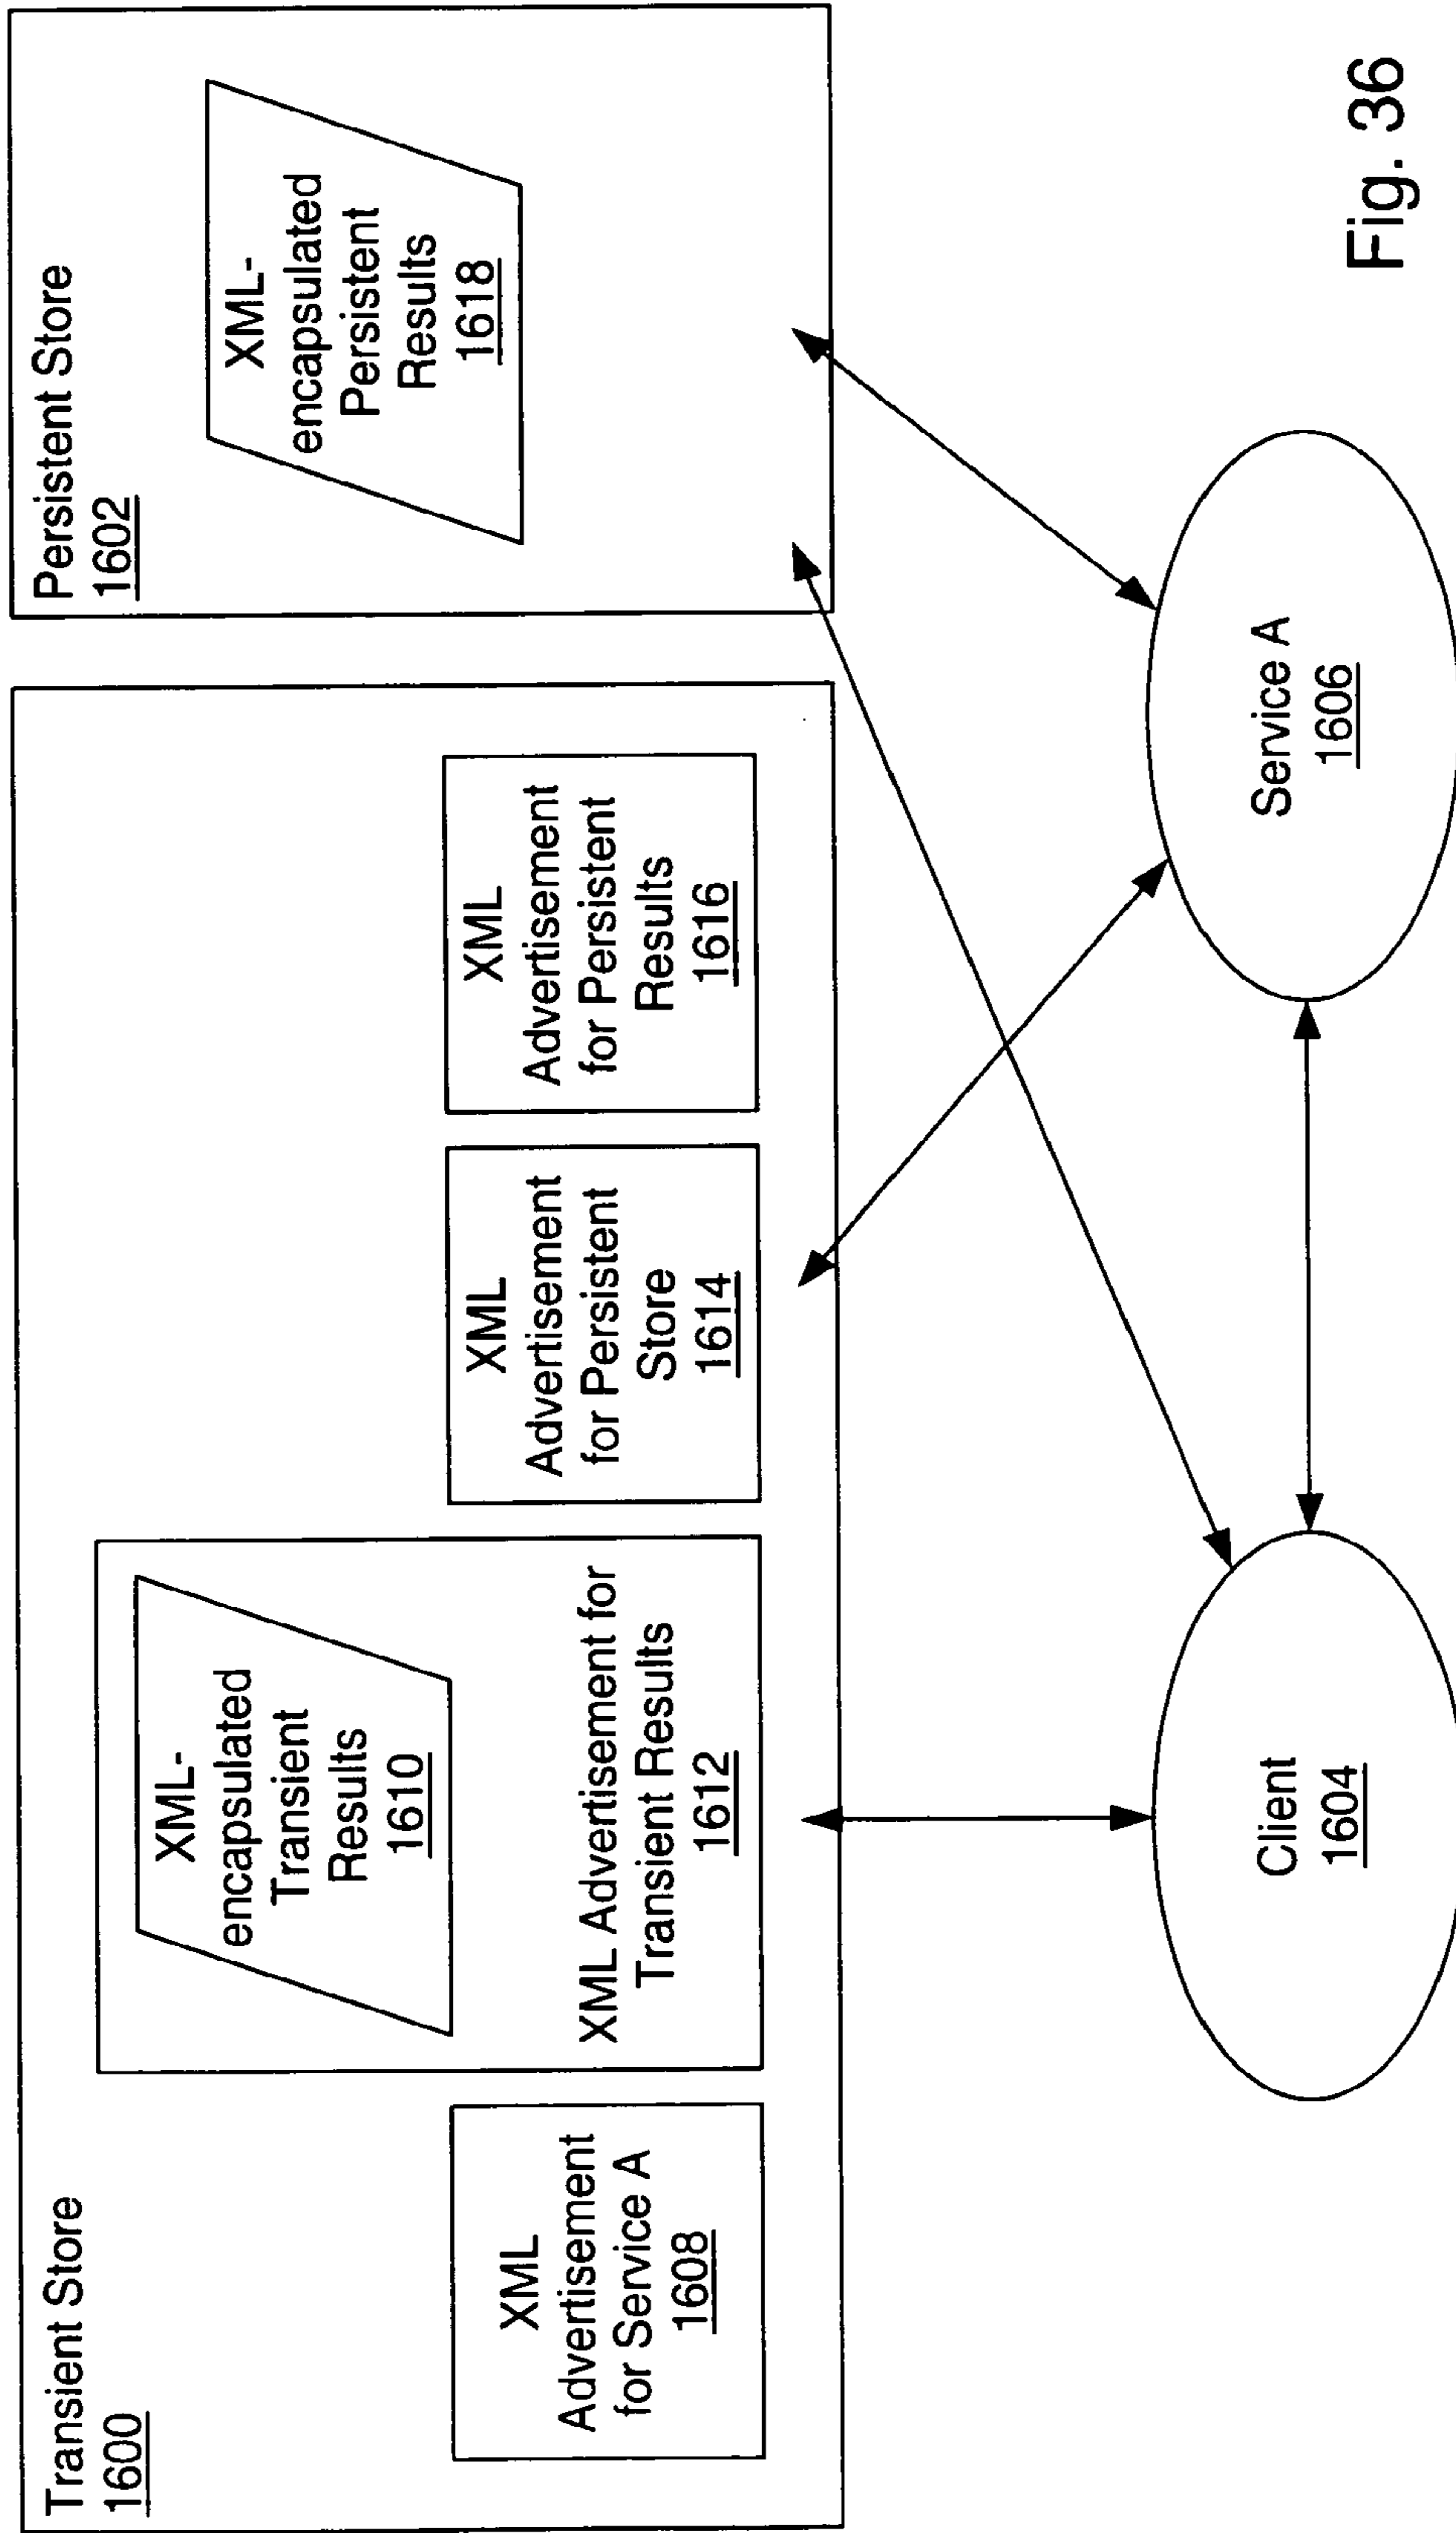 Transient Store
1600
XML
Advertisement
for Service A
1608
XML-
encapsulated
Transient
Results
1610
XML Advertisement for
Transient Results
1612
XML
Advertisement
for Persistent
Store
1614
XML
Advertisement
for Persistent
Results
1616
Persistent Store
1602
XML-
encapsulated
Persistent
Results
1618
Client
1604
Service A
1606
Fig. 36